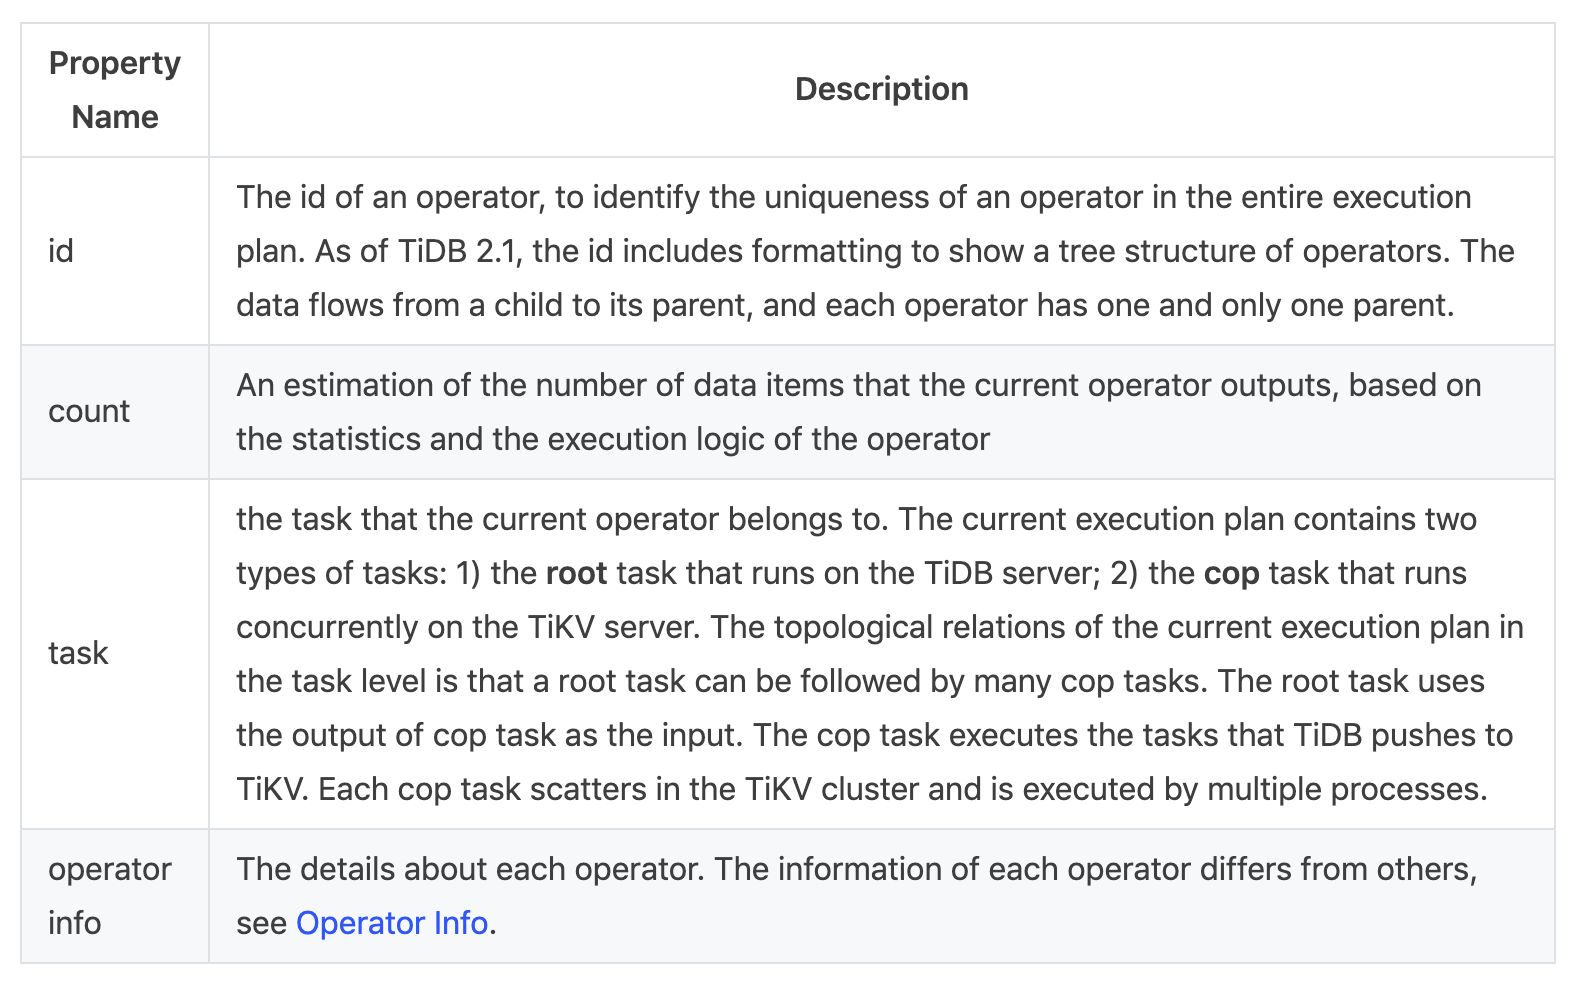 Property
Name
Description
id
The id of an operator, to identify the uniqueness of an operator in the entire execution
plan. As of TiDB 2.1, the id includes formatting to show a tree structure of operators. The
data flows from a child to its parent, and each operator has one and only one parent.
count
An estimation of the number of data items that the current operator outputs, based on
the statistics and the execution logic of the operator
task
the task that the current operator belongs to. The current execution plan contains two
types of tasks: 1) the root task that runs on the TiDB server; 2) the cop task that runs
concurrently on the TiKV server. The topological relations of the current execution plan in
the task level is that a root task can be followed by many cop tasks. The root task uses
the output of cop task as the input. The cop task executes the tasks that TiDB pushes to
TiKV. Each cop task scatters in the TiKV cluster and is executed by multiple processes.
operator
info
The details about each operator. The information of each operator differs from others,
see Operator Info.